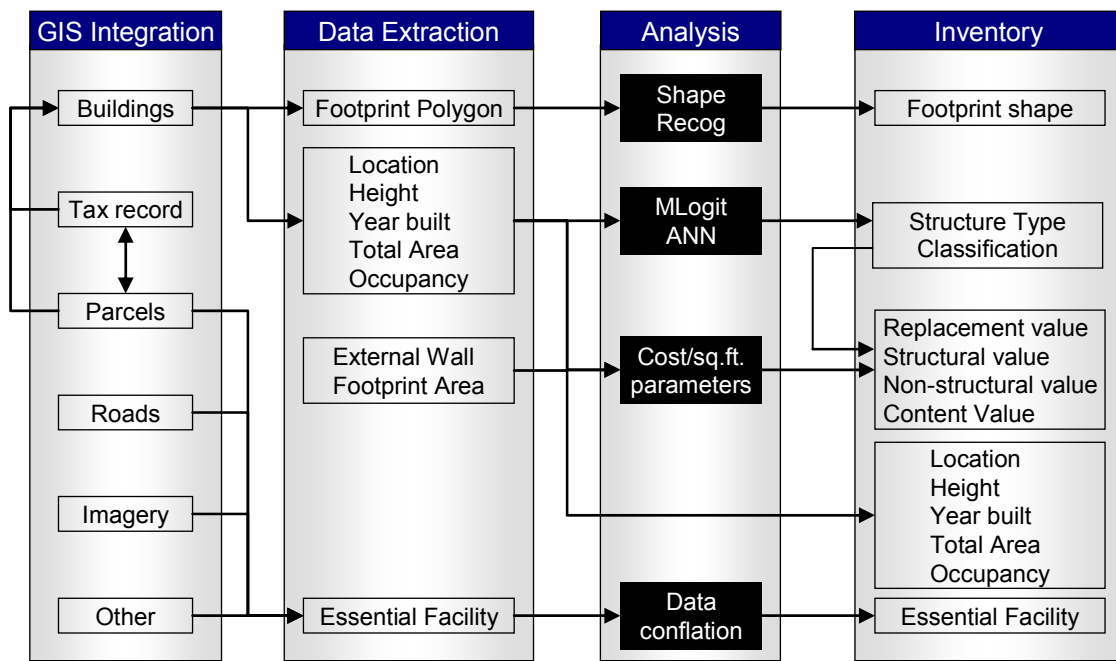 GIS Integration
Buildings
Tax record
Parcels
Roads
Imagery
Other
Data Extraction
Footprint Polygon
Location
Height
Year built
Total Area
Occupancy
External Wall
Footprint Area
Essential Facility
Analysis
Shape
Recog
MLogit
ANN
Cost/sq.ft.
parameters
Data
conflation
Inventory
Footprint shape
Structure Type
Classification
Replacement value
Structural value
Non-structural value
Content Value
Location
Height
Year built
Total Area
Occupancy
Essential Facility